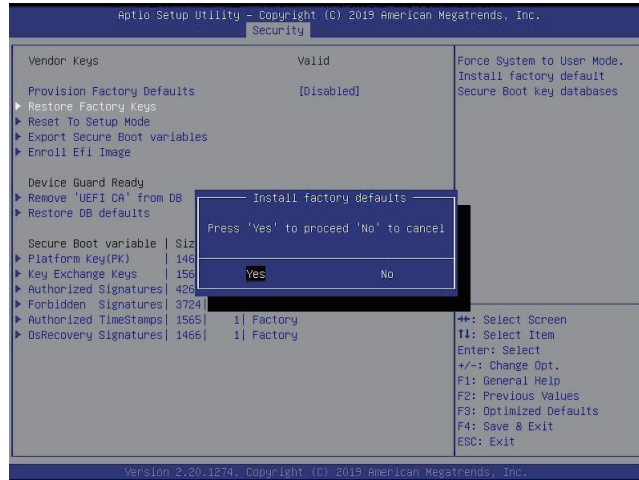 Aptio Setup Utility – Copyright (C) 2019 American Megatrends, Inc.
Security
Vendor Keys Valid
Provision Factory Defaults [Disabled]
Restore Factory Keys
Reset To Setup Mode
Export Secure Boot variables
Enroll Efi Image
Device Guard Ready
Remove 'UEFI CA' from DB
Restore DB defaults
Secure Boot variable | Siz
Platform Key(PK) | 146
Key Exchange Keys | 156
Authorized Signatures| 426
Forbidden Signatures| 3724|
Authorized TimeStamps| 1565| 1| Factory
OsRecovery Signatures| 1466| 1| Factory
Install factory defaults
Press 'Yes' to proceed 'No' to cancel
Yes No
Force System to User Mode.
Install factory default
Secure Boot key databases
: Select Screen
↑↓: Select Item
Enter: Select
+/-: Change Opt.
F1: General Help
F2: Previous Values
F3: Optimized Defaults
F4: Save & Exit
ESC: Exit
Version 2.20.1274. Copyright (C) 2019 American Megatrends, Inc.